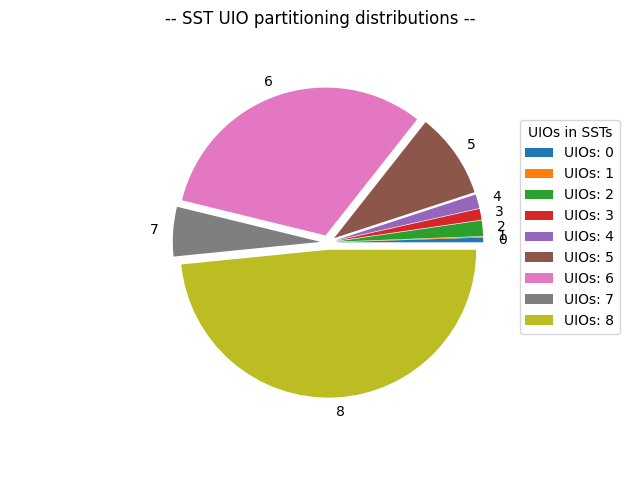 -- SST UIO partitioning distributions --
6
5
4
3
2
1
0
7
8
UIOs in SSTs
UIOs: 0
UIOs: 1
UIOs: 2
UIOs: 3
UIOs: 4
UIOs: 5
UIOs: 6
UIOs: 7
UIOs: 8